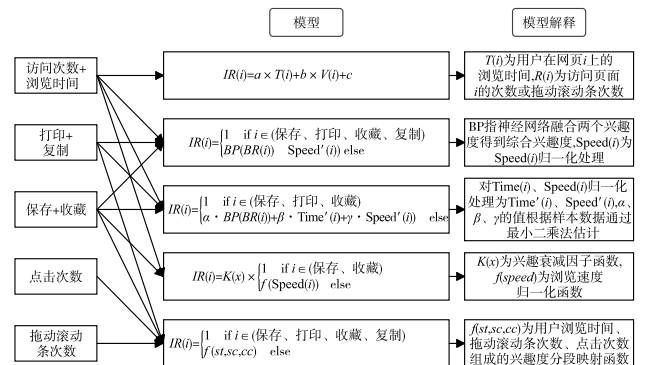 模型
模型解释
访问次数+
浏览时间
IR(i)=a × T(i)+b × V(i)+c
T(i)为用户在网页i上的
浏览时间,R(i)为访问页面
i的次数或拖动滚动条次数
打印+
复制
IR(i)={1 if i∈(保存、打印、收藏、复制)
BP(BR(i)) Speed′(i)) else
BP指神经网络融合两个兴趣
度得到综合兴趣度,Speed(i)为
Speed(i)归一化处理
保存+收藏
IR(i)={1 if i∈(保存、打印、收藏)
α・BP(BR(i))+β・Time′(i)+γ・Speed′(i)) else
对Time(i)、Speed(i)归一化
处理为Time′(i)、Speed′(i),α、
β、γ的值根据样本数据通过
最小二乘法估计
点击次数
IR(i)=K(x) × {1 if i∈(保存、收藏)
f(Speed(i)) else
K(x)为兴趣衰减因子函数,
f(speed)为浏览速度
归一化函数
拖动滚动
条次数
IR(i)={1 if i∈(保存、打印、收藏、复制)
f(st,sc,cc) else
f(st,sc,cc)为用户浏览时间、
拖动滚动条次数、点击次数
组成的兴趣度分段映射函数